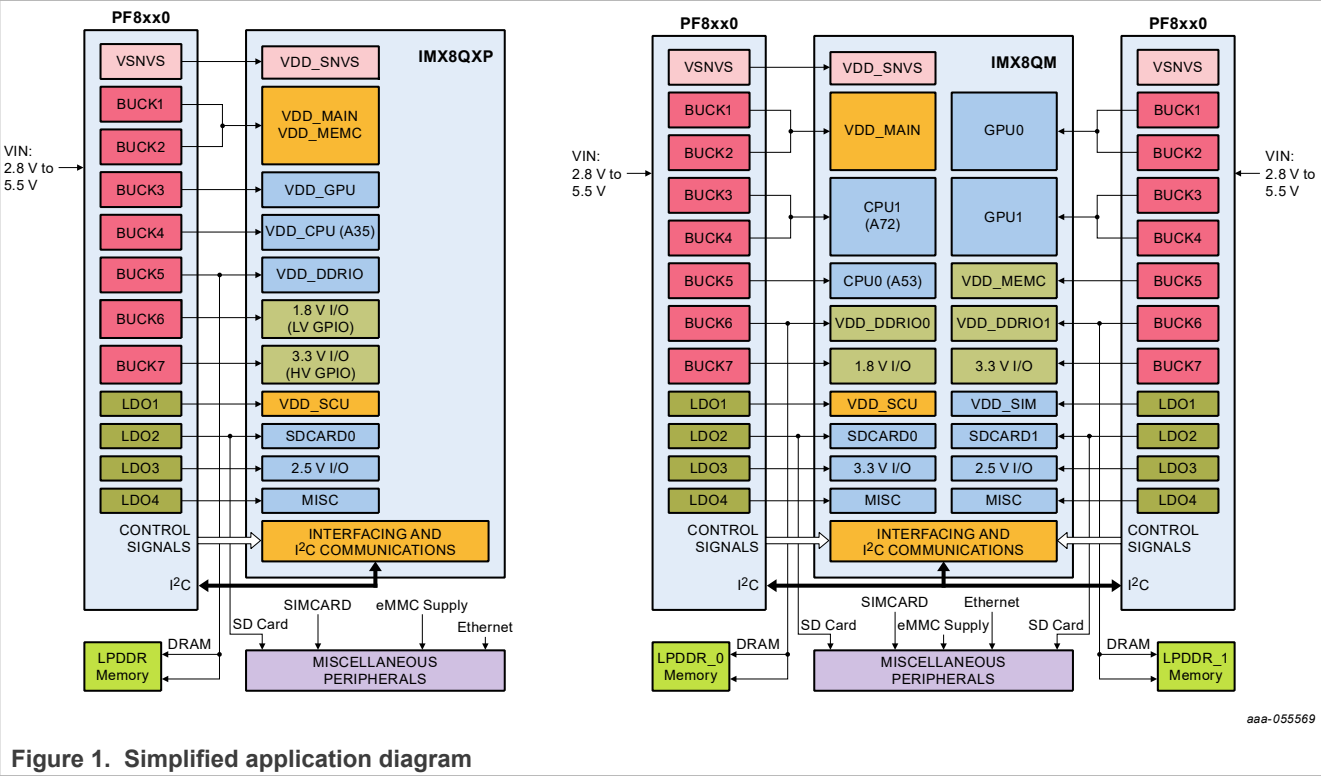 PF8xx0
VSNVS
BUCK1
BUCK2
BUCK3
BUCK4
BUCK5
BUCK6
BUCK7
LDO1
LDO2
LDO3
LDO4
CONTROL
SIGNALS
I2C
VIN:
2.8 V to
5.5 V
IMX8QXP
VDD_SNVS
VDD_MAIN
VDD_MEMC
VDD_GPU
VDD_CPU (A35)
VDD_DDRIO
1.8 V I/O
(LV GPIO)
3.3 V I/O
(HV GPIO)
VDD_SCU
SDCARD0
2.5 V I/O
MISC
INTERFACING AND
I2C COMMUNICATIONS
SIMCARD
eMMC Supply
SD Card
Ethernet
DRAM
LPDDR
Memory
MISCELLANEOUS
PERIPHERALS
PF8xx0
VSNVS
BUCK1
BUCK2
BUCK3
BUCK4
BUCK5
BUCK6
BUCK7
LDO1
LDO2
LDO3
LDO4
CONTROL
SIGNALS
I2C
VIN:
2.8 V to
5.5 V
IMX8QM
VDD_SNVS
VDD_MAIN
GPU0
CPU1
(A72)
GPU1
CPU0 (A53)
VDD_MEMC
VDD_DDRIO0
VDD_DDRIO1
1.8 V I/O
3.3 V I/O
VDD_SCU
VDD_SIM
SDCARD0
SDCARD1
3.3 V I/O
2.5 V I/O
MISC
MISC
INTERFACING AND
I2C COMMUNICATIONS
PF8xx0
VSNVS
BUCK1
BUCK2
BUCK3
BUCK4
BUCK5
BUCK6
BUCK7
LDO1
LDO2
LDO3
LDO4
CONTROL
SIGNALS
I2C
VIN:
2.8 V to
5.5 V
SIMCARD
Ethernet
SD Card
eMMC Supply
SD Card
DRAM
LPDDR_0
Memory
MISCELLANEOUS
PERIPHERALS
DRAM
LPDDR_1
Memory
aaa-055569
Figure 1. Simplified application diagram